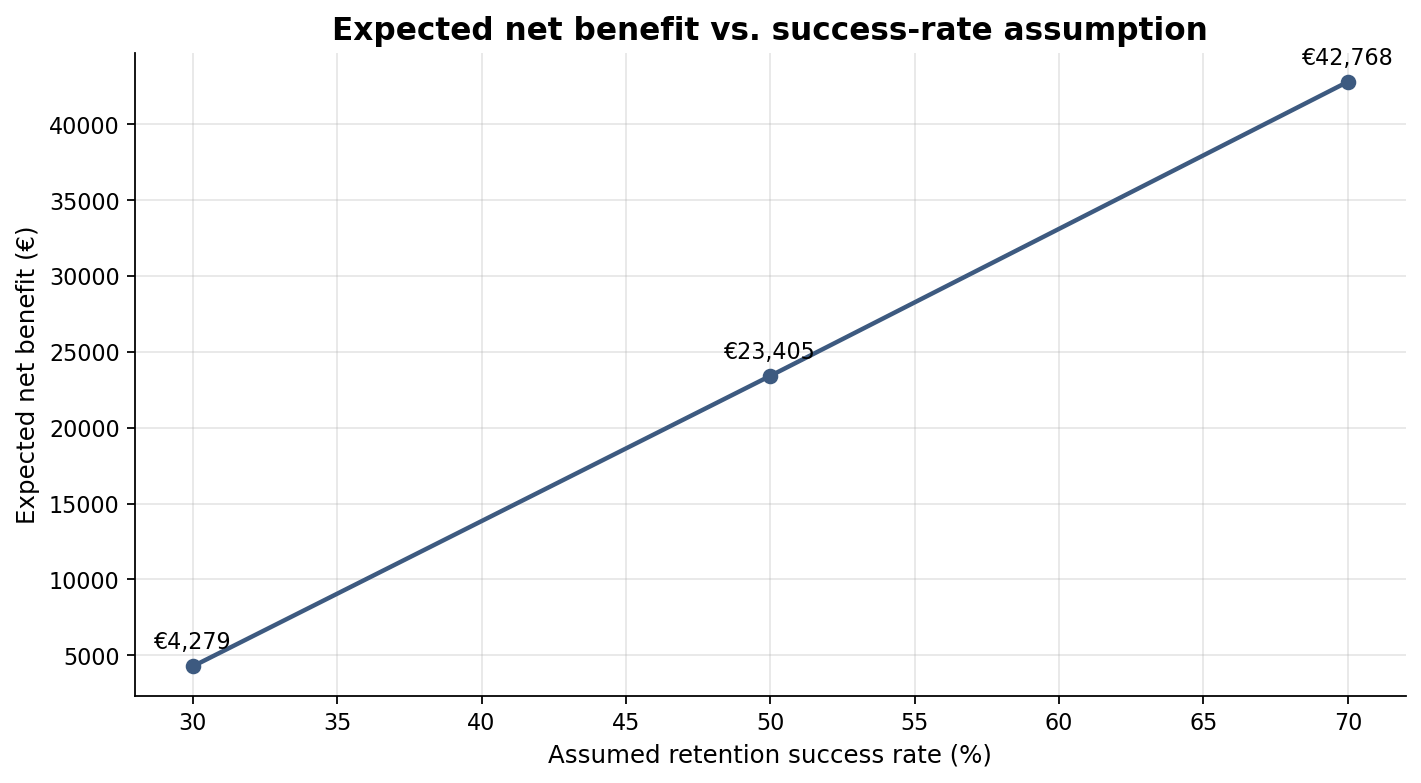 Expected net benefit vs. success-rate assumption
€42,768
40000
35000
30000
€23,405
25000
20000
15000
10000
€4,279
5000
30 35 40 45 50 55 60 65 70
Assumed retention success rate (%)
Expected net benefit (€)